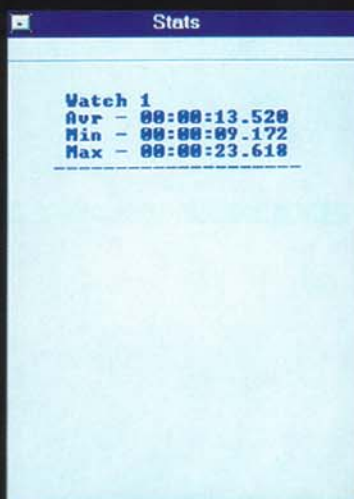 Stats
Watch 1
Avr - 00:00:13.520
Min - 00:00:09.172
Max - 00:00:23.618